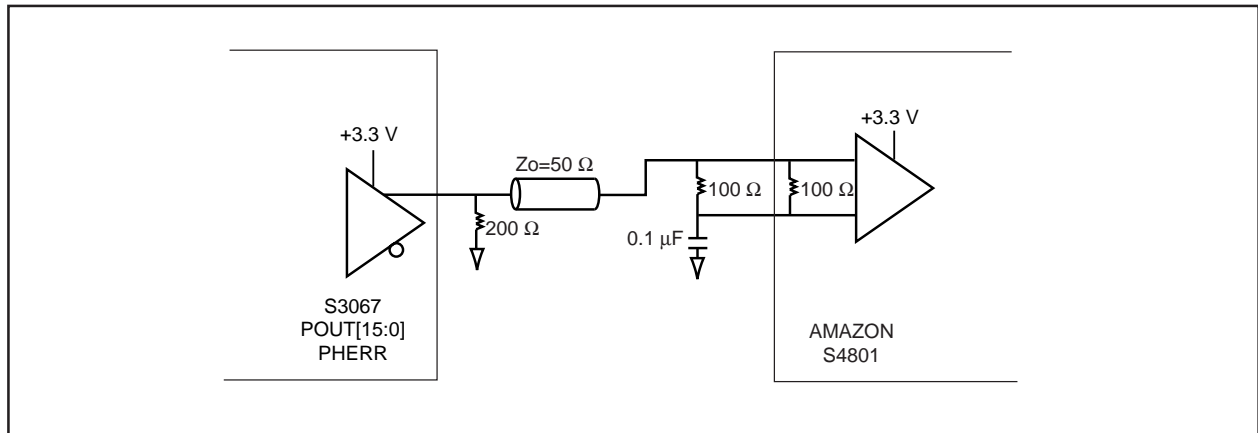 +3.3 V
Zo=50 Ω
200 Ω
S3067
POUT[15:0]
PHERR
+3.3 V
100 Ω
100 Ω
0.1 μF
AMAZON
S4801